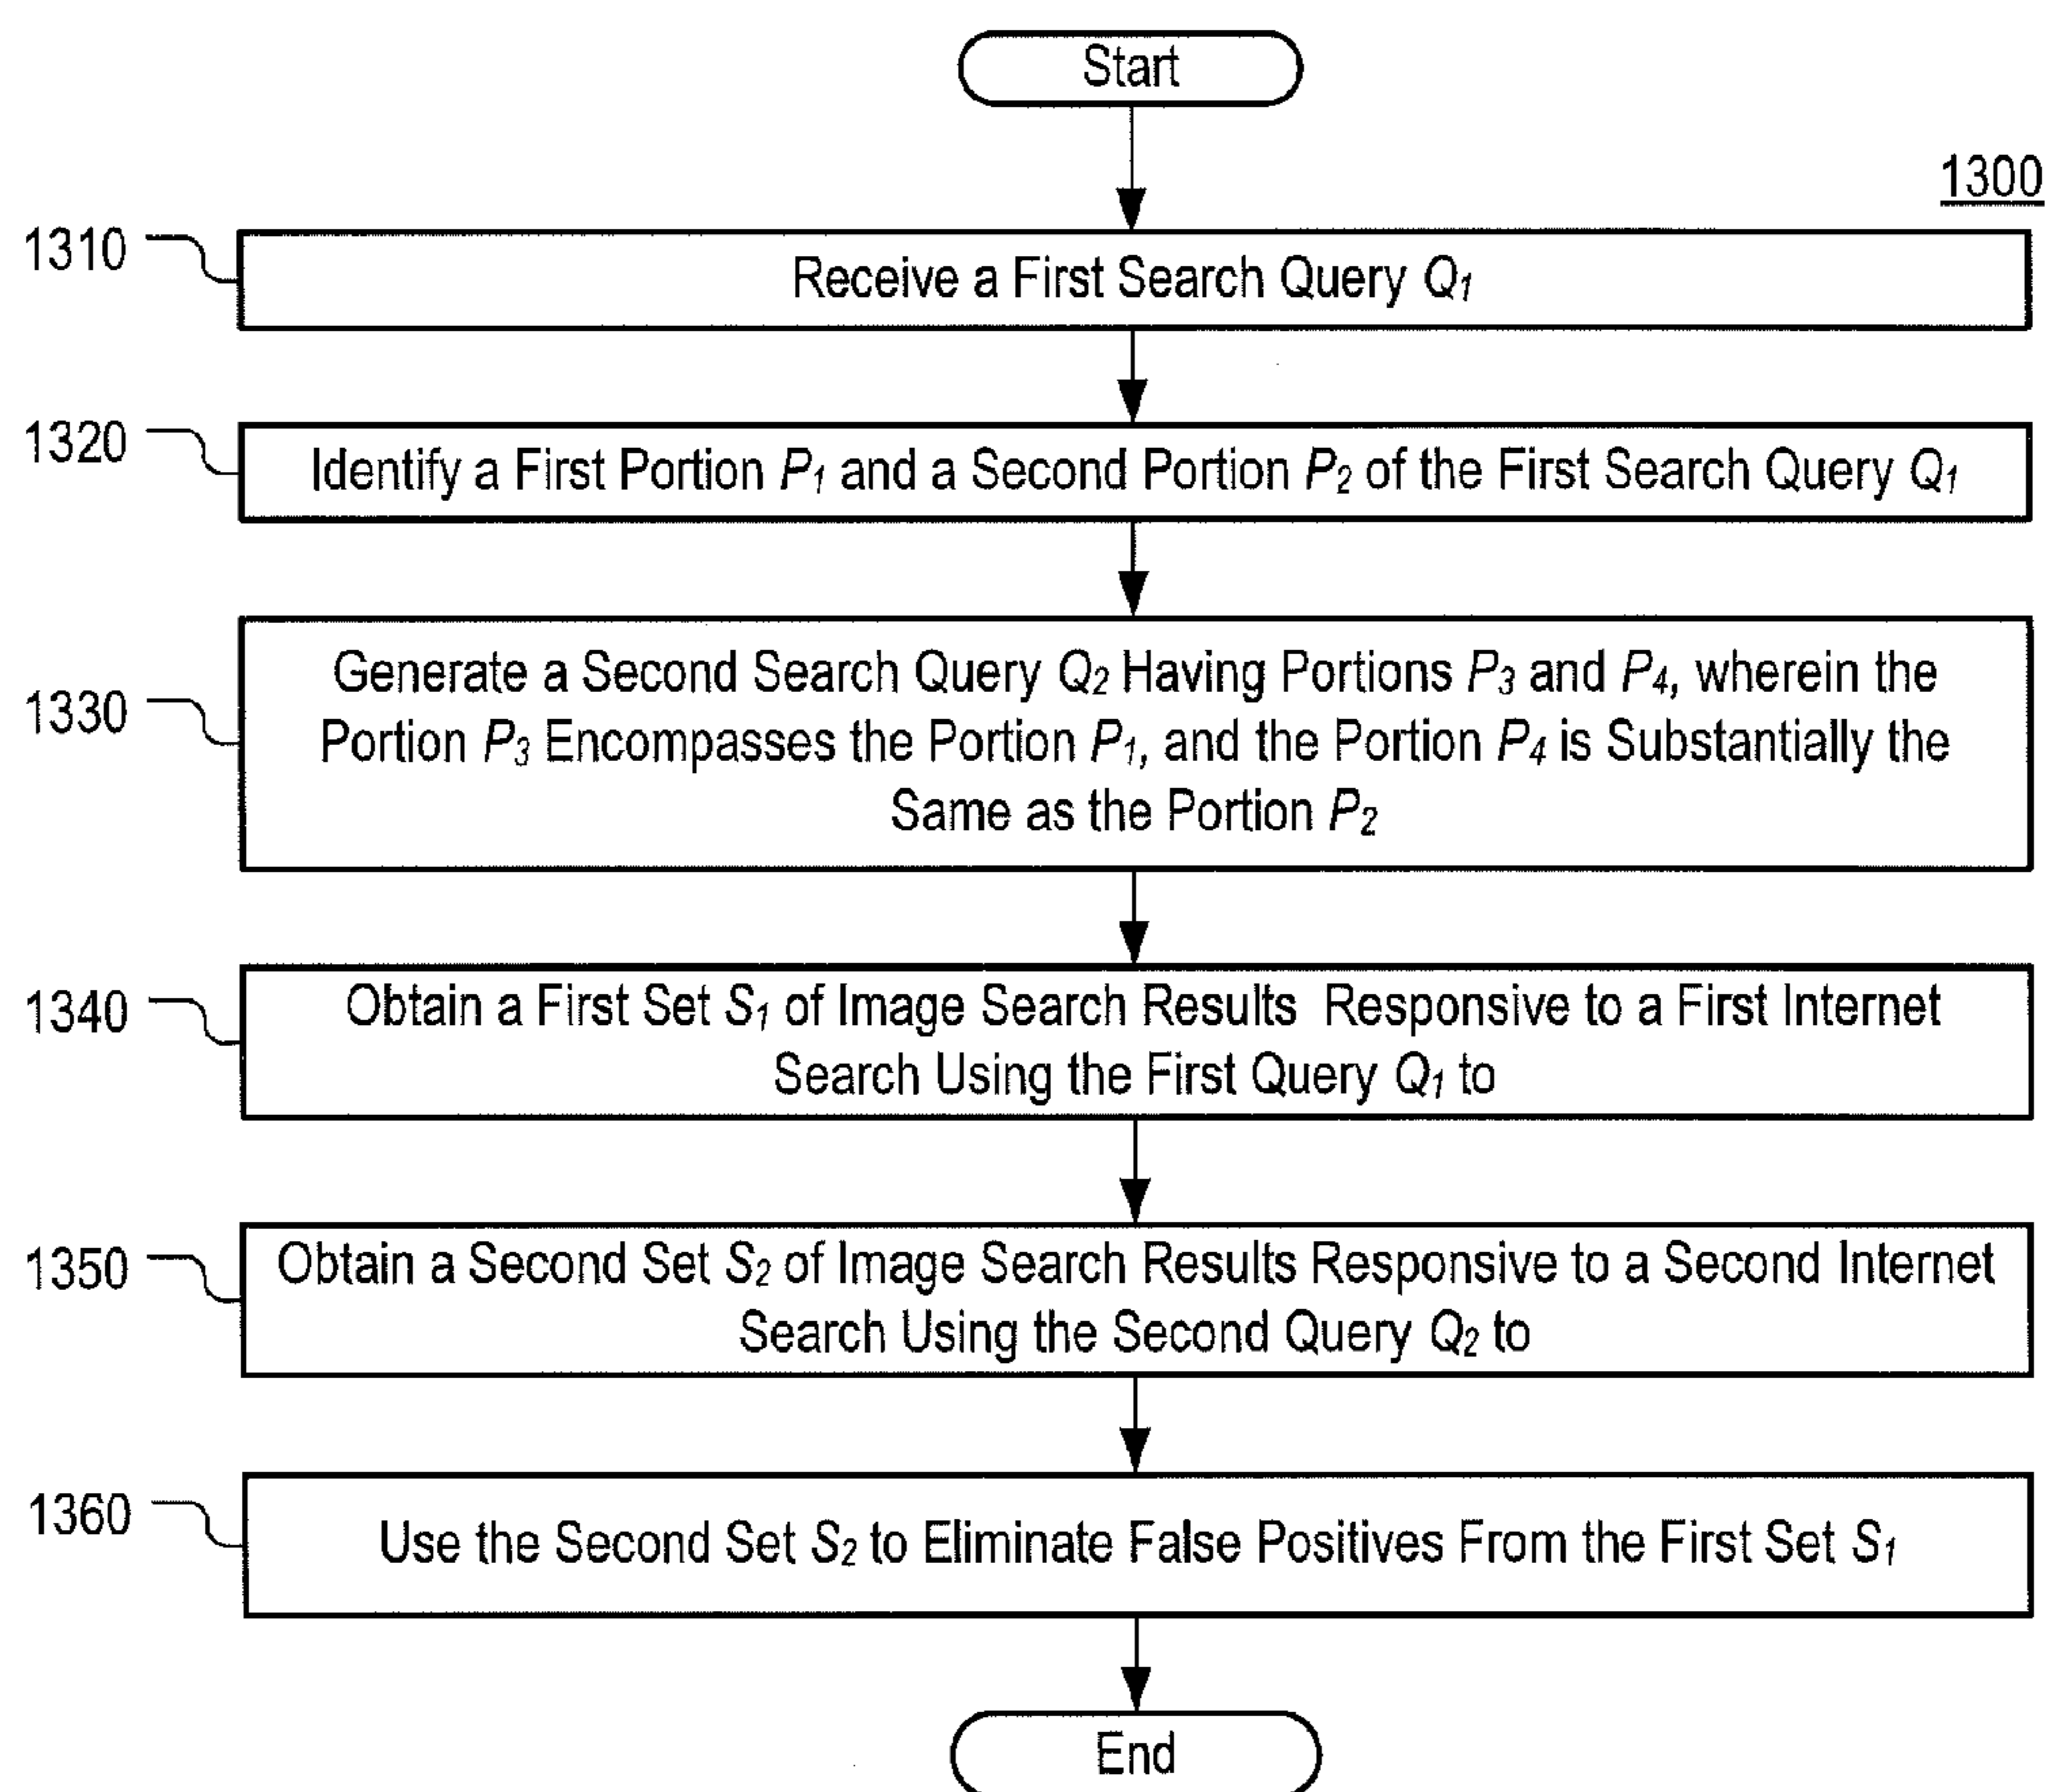 Start
1300
1310
Receive a First Search Query Q1
1320
Identify a First Portion P1 and a Second Portion P2 of the First Search Query Q1
1330
Generate a Second Search Query Q2 Having Portions P3 and P4, wherein the
Portion P3 Encompasses the Portion P1, and the Portion P4 is Substantially the
Same as the Portion P2
1340
Obtain a First Set S1 of Image Search Results Responsive to a First Internet
Search Using the First Query Q1 to
1350
Obtain a Second Set S2 of Image Search Results Responsive to a Second Internet
Search Using the Second Query Q2 to
1360
Use the Second Set S2 to Eliminate False Positives From the First Set S1
End